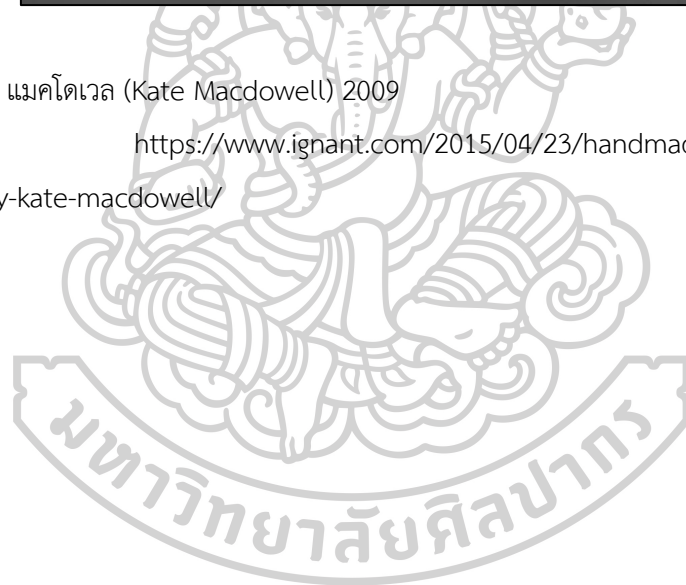 แมคโดเวล (Kate Macdowell) 2009
https://www.ignant.com/2015/04/23/handmad
y-kate-macdowell/
มหาวิทยาลัยศิลปากร